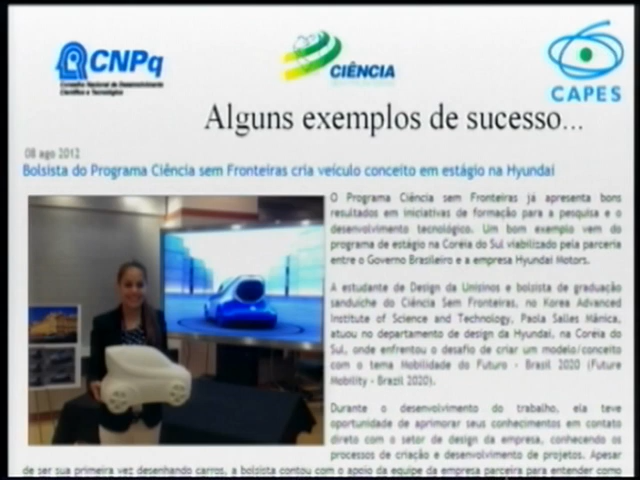 CNPq
Conselho Nacional de Desenvolvimento
Científico e Tecnológico
CIÊNCIA
CAPES
Alguns exemplos de sucesso...
08 ago 2012
Bolsista do Programa Ciência sem Fronteiras cria veículo conceito em estágio na Hyundai
O Programa Ciência sem Fronteiras já apresenta bons
resultados em iniciativas de formação para a pesquisa e o
desenvolvimento tecnológico. Um bom exemplo vem do
programa de estágio na Coréia do Sul viabilizado pela parceria
entre o Governo Brasileiro e a empresa Hyundai Motors.
A estudante de Design da Unisinos e bolsista de graduação
sanduíche do Ciência Sem Fronteiras, no Korea Advanced
Institute of Science and Technology, Paola Salles Mânica,
atuou no departamento de design da Hyundai, na Coréia do
Sul, onde enfrentou o desafio de criar um modelo/conceito
com o tema Mobilidade do Futuro - Brasil 2020 (Future
Mobility - Brazil 2020).
Durante o desenvolvimento do trabalho, ela teve
oportunidade de aprimorar seus conhecimentos em contato
direto com o setor de design da empresa, conhecendo os
processos de criação e desenvolvimento de projetos. Apesar
de ser sua primeira vez desenhando carros, a bolsista contou com o apoio da equipe da empresa parceira para entender como